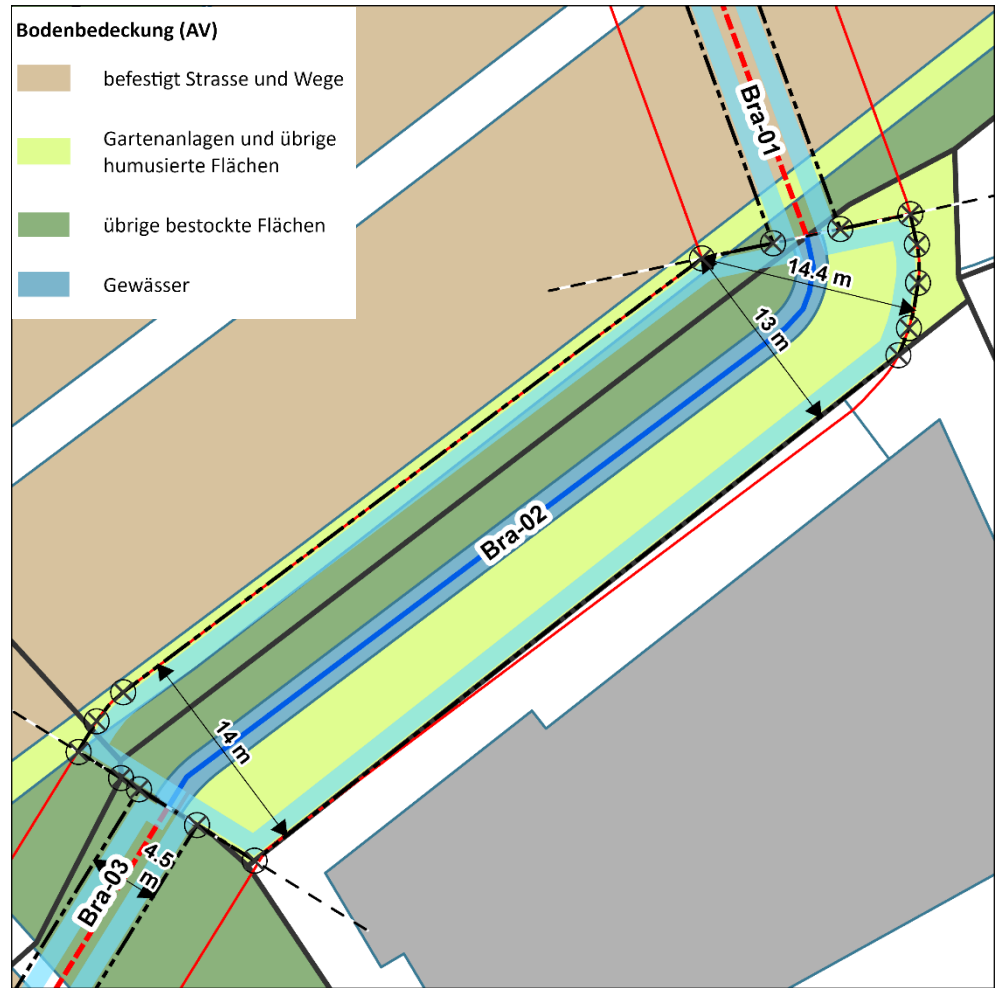 Bodenbedeckung (AV)
befestigt Strasse und Wege
Gartenanlagen und übrige
humusierte Flächen
übrige bestockte Flächen
Gewässer
Bra-01
14.4 m
13 m
Bra-02
14 m
4.5
m
Bra-03